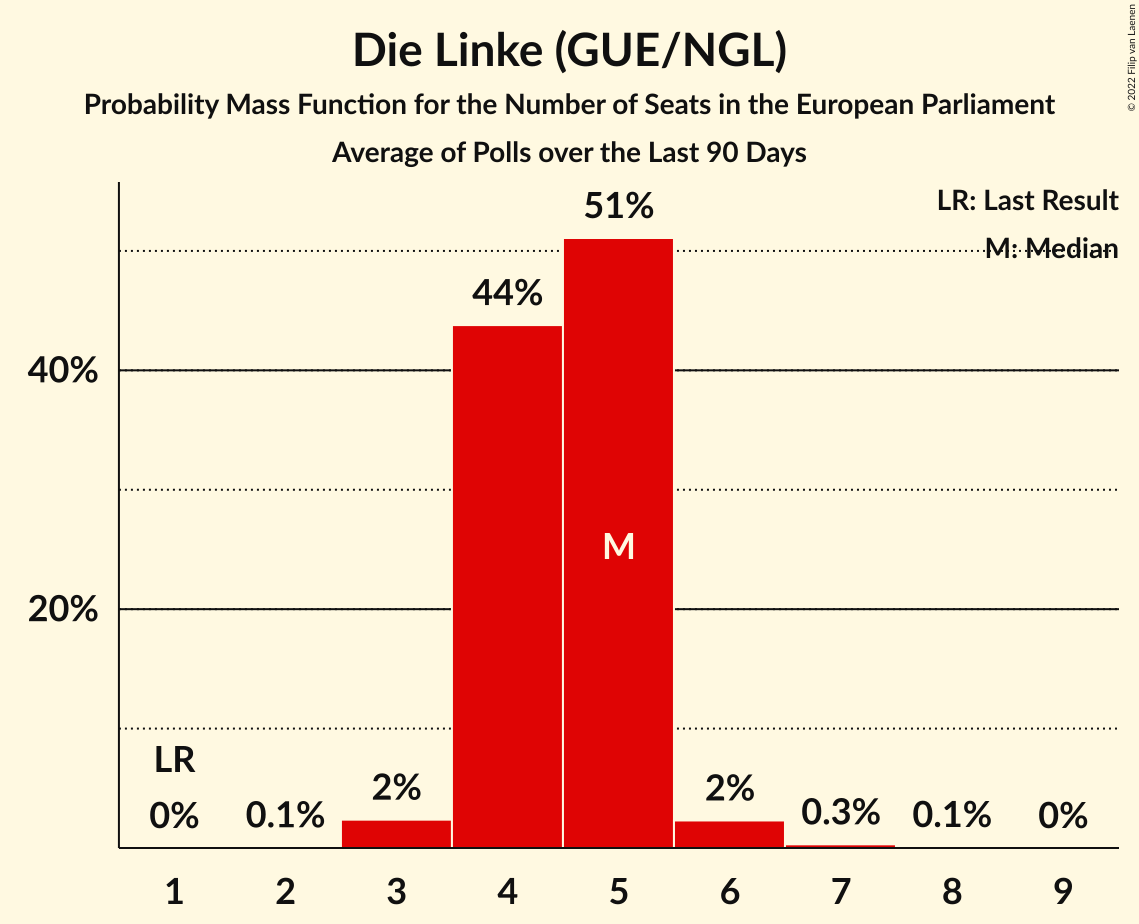 Die Linke (GUE/NGL)
Probability Mass Function for the Number of Seats in the European Parliament
Average of Polls over the Last 90 Days
© 2022 Filip van Laenen
LR: Last Result
M: Median
51%
44%
40%
M
20%
LR
0%
0.1%
2%
2%
0.3%
0.1%
0%
1 2 3 4 5 6 7 8 9